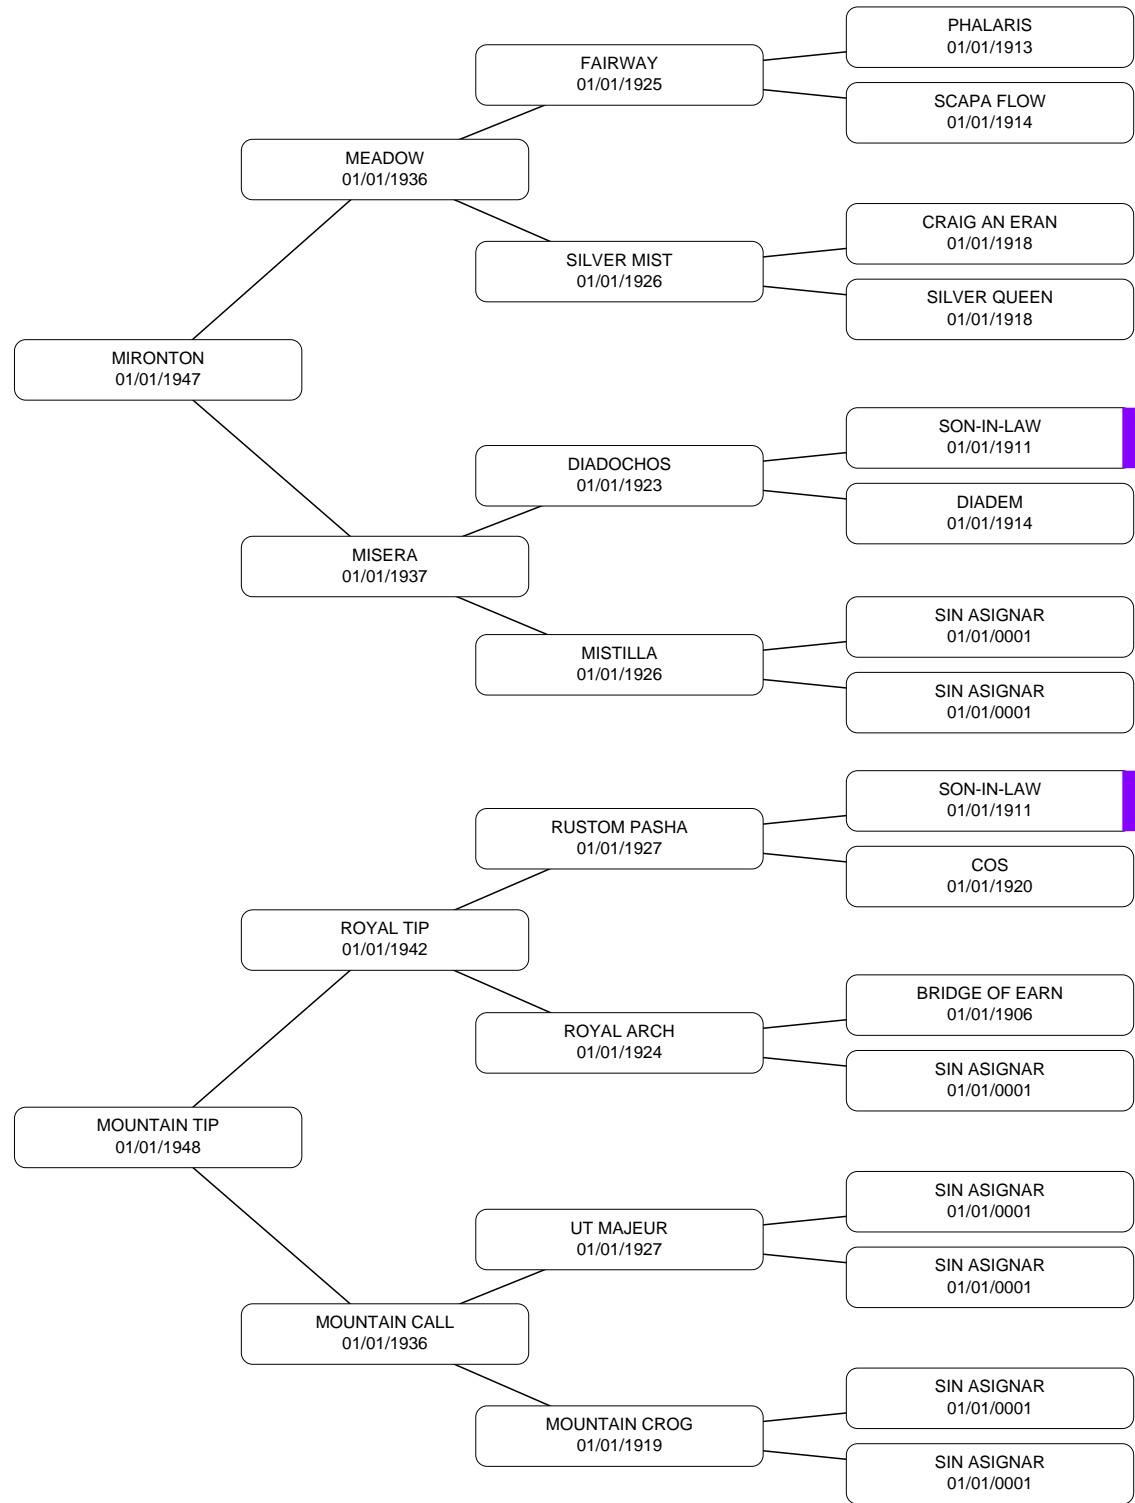 PHALARIS
01/01/1913
FAIRWAY
01/01/1925
SCAPA FLOW
01/01/1914
MEADOW
01/01/1936
CRAIG AN ERAN
01/01/1918
SILVER MIST
01/01/1926
SILVER QUEEN
01/01/1918
MIRONTON
01/01/1947
SON-IN-LAW
01/01/1911
DIADOCHOS
01/01/1923
DIADEM
01/01/1914
MISERA
01/01/1937
SIN ASIGNAR
01/01/0001
MISTILLA
01/01/1926
SIN ASIGNAR
01/01/0001
SON-IN-LAW
01/01/1911
RUSTOM PASHA
01/01/1927
COS
01/01/1920
ROYAL TIP
01/01/1942
BRIDGE OF EARN
01/01/1906
ROYAL ARCH
01/01/1924
SIN ASIGNAR
01/01/0001
MOUNTAIN TIP
01/01/1948
SIN ASIGNAR
01/01/0001
UT MAJEUR
01/01/1927
SIN ASIGNAR
01/01/0001
MOUNTAIN CALL
01/01/1936
SIN ASIGNAR
01/01/0001
MOUNTAIN CROG
01/01/1919
SIN ASIGNAR
01/01/0001